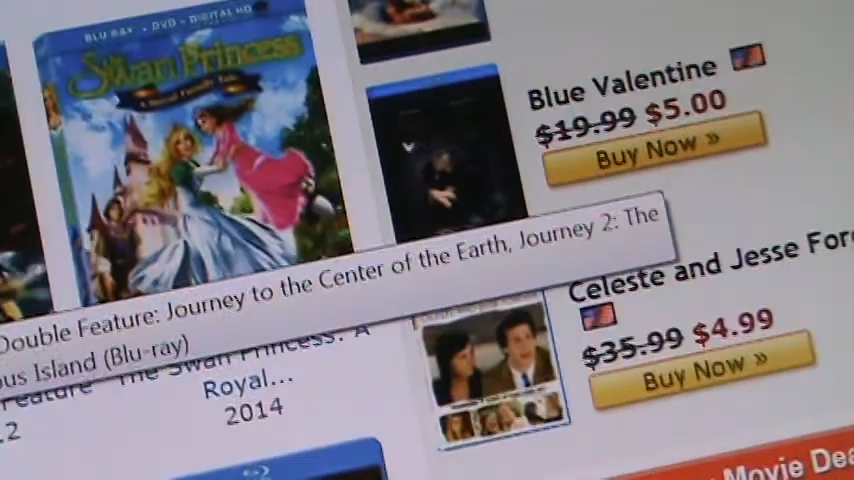 BLU-RAY • DVD • DIGITAL HD
Swan Princess
A Royal Family Tale
Blue Valentine
$19.99 $5.00
Buy Now »
Double Feature: Journey to the Center of the Earth, Journey 2: The
ous Island (Blu-ray)
Celeste and Jesse For
$35.99 $4.99
Buy Now »
Feature
The Swan Princess: A
Royal...
2014
.2
Movie Dea